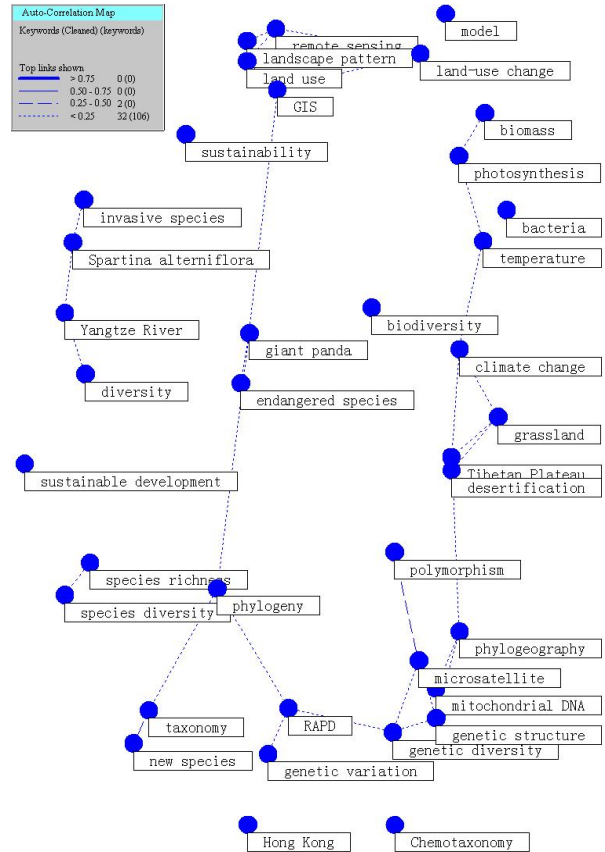 Auto-Correlation Map
Keywords (Cleaned) (keywords)
Top links shown
> 0.75 0 (0)
0.50 - 0.75 0 (0)
0.25 - 0.50 2 (0)
< 0.25 32 (106)
model
remote sensing
landscape pattern
land-use change
land use
GIS
biomass
sustainability
photosynthesis
invasive species
bacteria
Spartina alterniflora
temperature
Yangtze River
biodiversity
giant panda
climate change
diversity
endangered species
grassland
Tibetan Plateau
sustainable development
desertification
polymorphism
species richness
species diversity
phylogeny
phylogeography
microsatellite
mitochondrial DNA
taxonomy
RAPD
genetic structure
genetic diversity
new species
genetic variation
Hong Kong
Chemotaxonomy